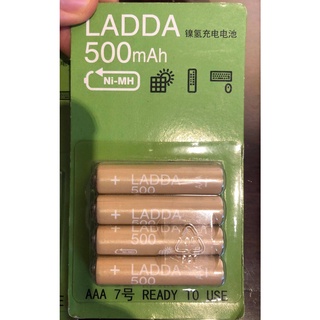 LADDA 镍氢充电电池
500mAh
Ni-MH
+ LADDA
500
+ LADDA
+ LADDA
500
+ LADDA
500
AAA 7号 READY TO USE